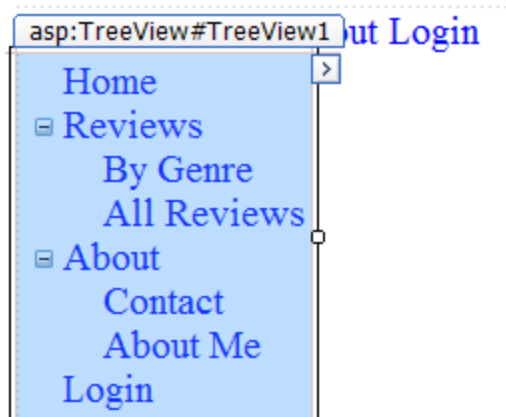 asp:TreeView#TreeView1 ut Login
Home
Reviews
By Genre
All Reviews
About
Contact
About Me
Login